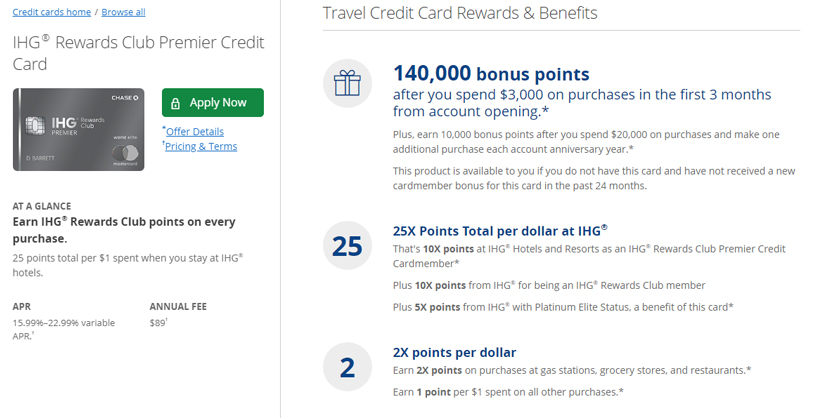 Credit cards home / Browse all
IHG® Rewards Club Premier Credit
Card
CHASE
IHG® Rewards
Club
PREMIER
world elite
D. BARRETT
mastercard
Apply Now
*Offer Details
†Pricing & Terms
AT A GLANCE
Earn IHG® Rewards Club points on every
purchase.
25 points total per $1 spent when you stay at IHG®
hotels.
APR
15.99%–22.99% variable
APR.†
ANNUAL FEE
$89†
Travel Credit Card Rewards & Benefits
140,000 bonus points
after you spend $3,000 on purchases in the first 3 months
from account opening.*
Plus, earn 10,000 bonus points after you spend $20,000 on purchases and make one
additional purchase each account anniversary year.*
This product is available to you if you do not have this card and have not received a new
cardmember bonus for this card in the past 24 months.
25
25X Points Total per dollar at IHG®
That's 10X points at IHG® Hotels and Resorts as an IHG® Rewards Club Premier Credit
Cardmember*
Plus 10X points from IHG® for being an IHG® Rewards Club member
Plus 5X points from IHG® with Platinum Elite Status, a benefit of this card*
2
2X points per dollar
Earn 2X points on purchases at gas stations, grocery stores, and restaurants.*
Earn 1 point per $1 spent on all other purchases.*